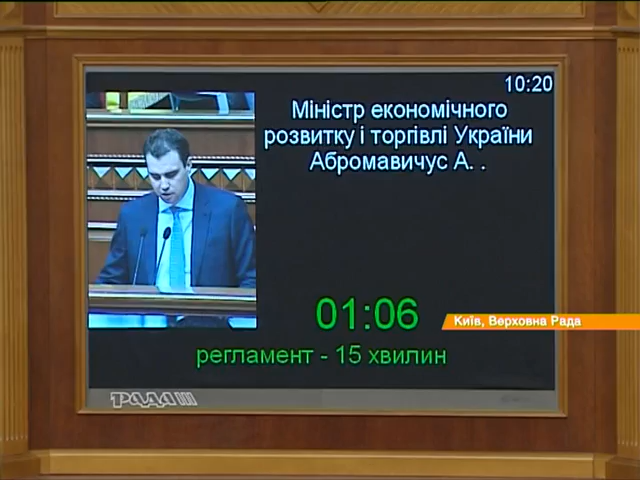 10:20
Міністр економічного
розвитку і торгівлі України
Абромавичус А. .
01:06
Київ, Верховна Рада
регламент - 15 хвилин
РАДА